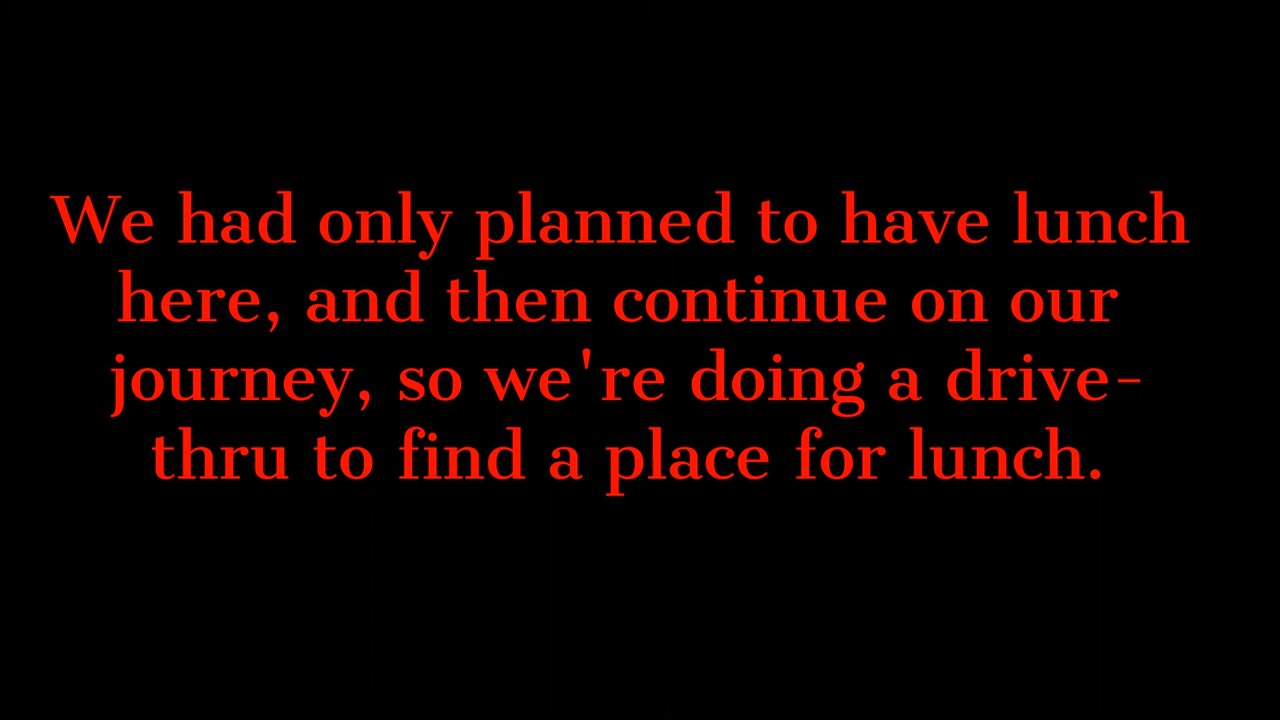 We had only planned to have lunch
here, and then continue on our
journey, so we're doing a drive-
thru to find a place for lunch.